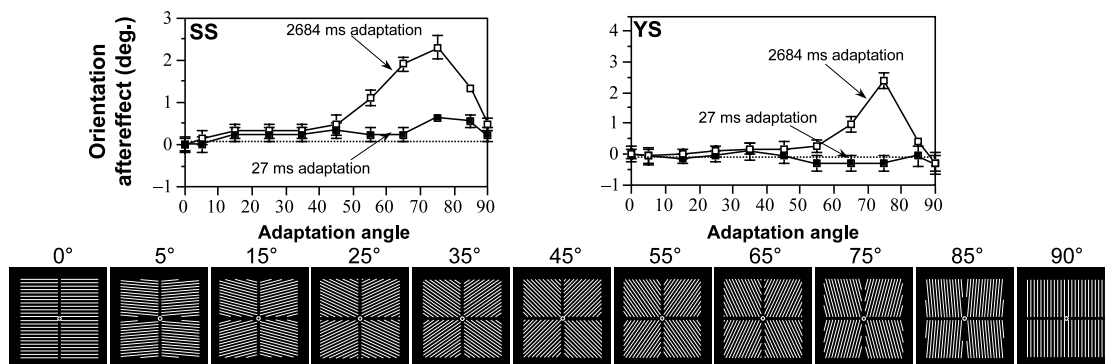 SS
2684 ms adaptation
27 ms adaptation
Orientation
aftereffect (deg.)
3
2
1
0
–1
0 10 20 30 40 50 60 70 80 90
Adaptation angle
YS
2684 ms adaptation
27 ms adaptation
4
3
2
1
0
–1
0 10 20 30 40 50 60 70 80 90
Adaptation angle
0° 5° 15° 25° 35° 45° 55° 65° 75° 85° 90°